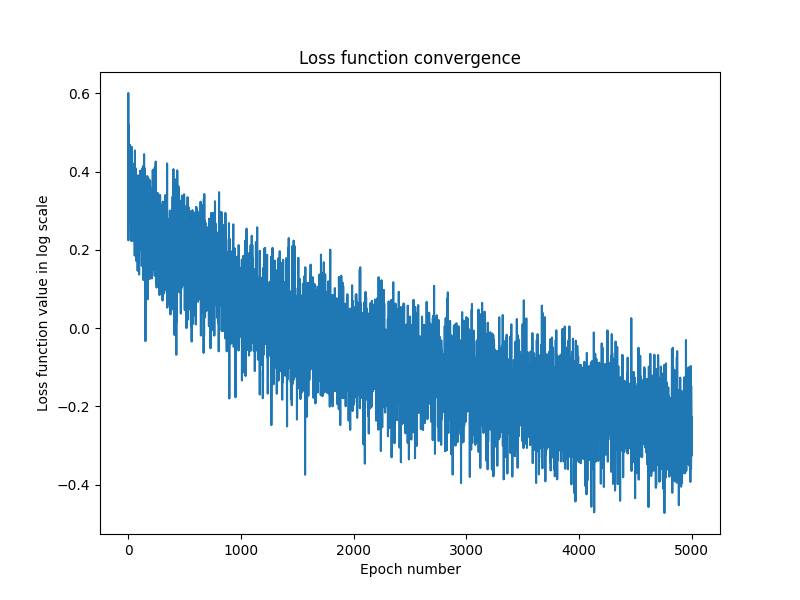 Loss function convergence
Loss function value in log scale
0.6
0.4
0.2
0.0
−0.2
−0.4
0 1000 2000 3000 4000 5000
Epoch number